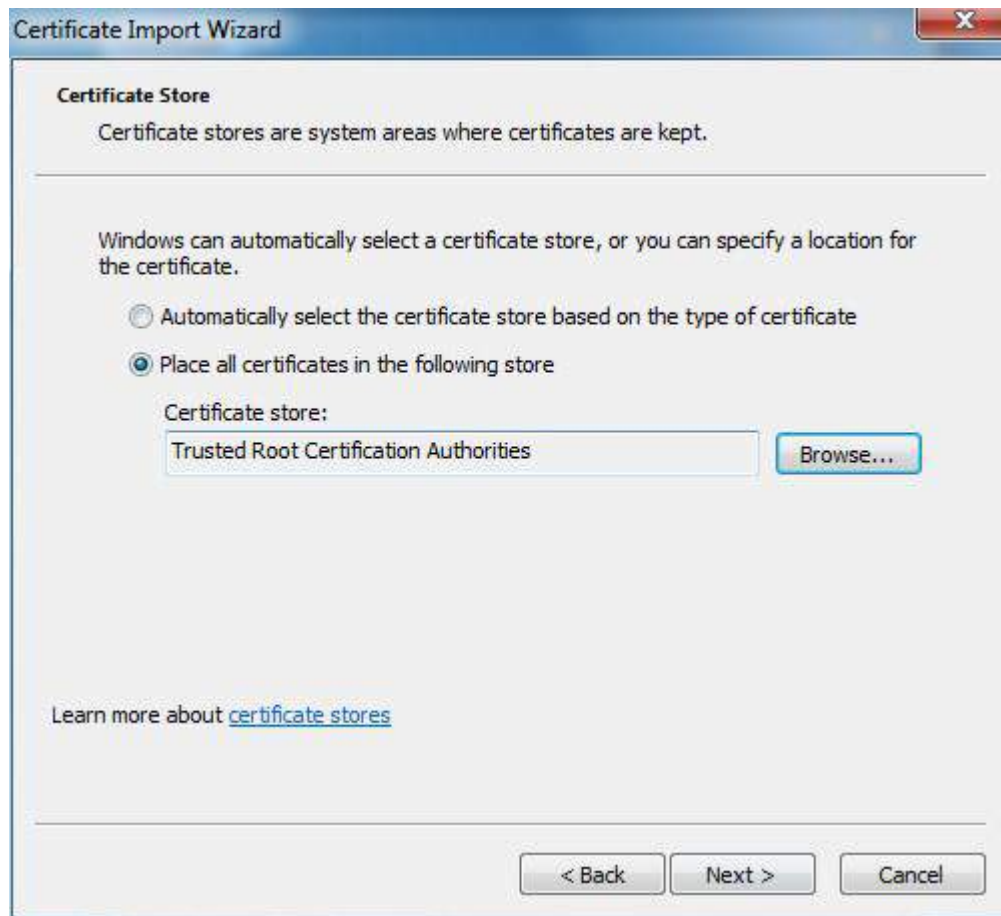 Certificate Import Wizard
X
Certificate Store
Certificate stores are system areas where certificates are kept.
Windows can automatically select a certificate store, or you can specify a location for
the certificate.
Automatically select the certificate store based on the type of certificate
Place all certificates in the following store
Certificate store:
Trusted Root Certification Authorities
Browse...
Learn more about certificate stores
< Back
Next >
Cancel